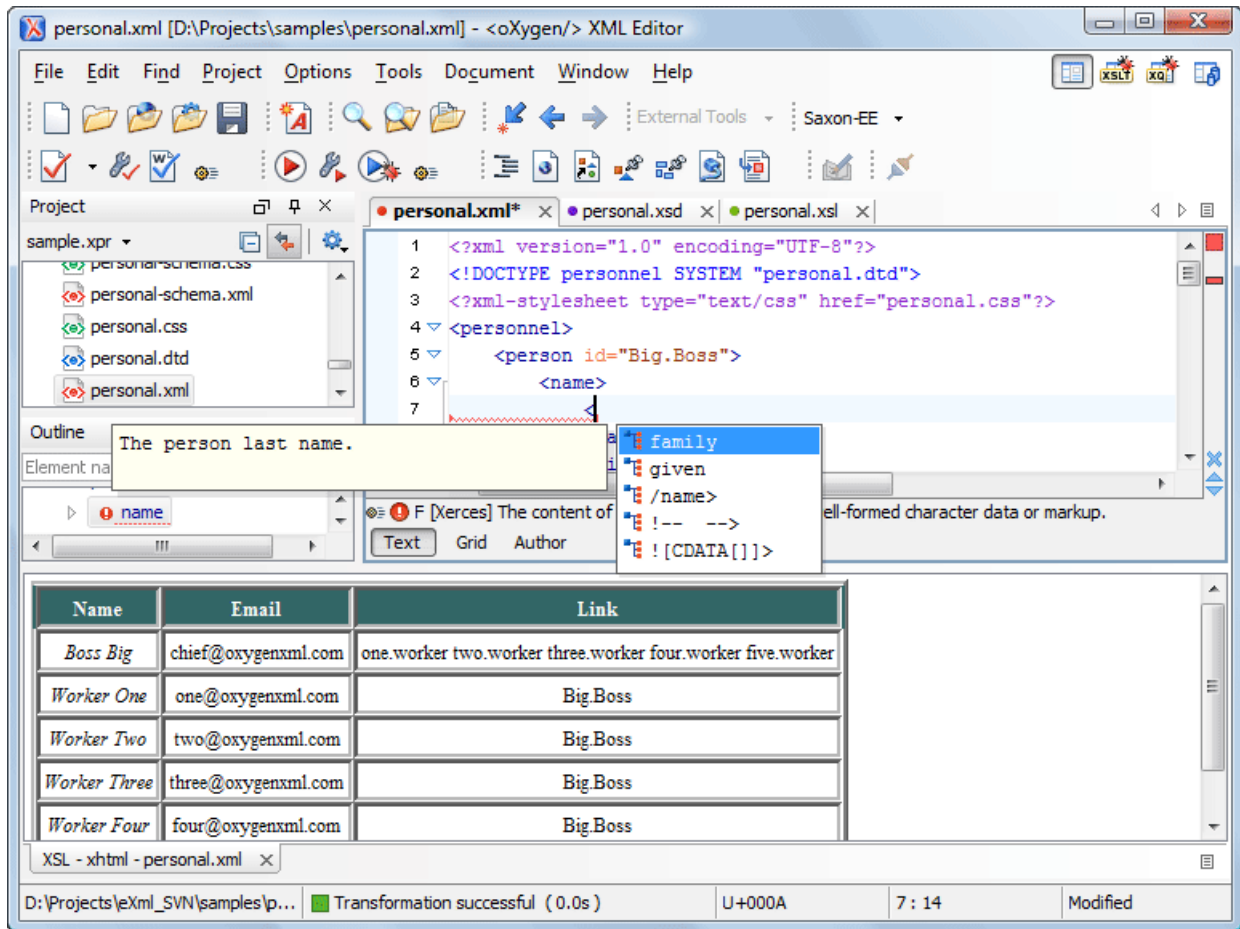 personal.xml [D:\Projects\samples\personal.xml] - <oXygen/> XML Editor
File Edit Find Project Options Tools Document Window Help
XSLT XQ
External Tools Saxon-EE
Project
sample.xpr
personal-schema.css
personal-schema.xml
personal.css
personal.dtd
personal.xml
personal.xml* personal.xsd personal.xsl
1 <?xml version="1.0" encoding="UTF-8"?>
2 <!DOCTYPE personnel SYSTEM "personal.dtd">
3 <?xml-stylesheet type="text/css" href="personal.css"?>
4 <personnel>
5 <person id="Big.Boss">
6 <name>
7 <
Outline
Element na
name
The person last name.
family
given
/name>
!-- -->
![CDATA[]]>
F [Xerces] The content of ell-formed character data or markup.
Text Grid Author
Name Email Link
Boss Big chief@oxygenxml.com one.worker two.worker three.worker four.worker five.worker
Worker One one@oxygenxml.com Big.Boss
Worker Two two@oxygenxml.com Big.Boss
Worker Three three@oxygenxml.com Big.Boss
Worker Four four@oxygenxml.com Big.Boss
XSL - xhtml - personal.xml
D:\Projects\eXml_SVN\samples\p... Transformation successful (0.0s) U+000A 7:14 Modified